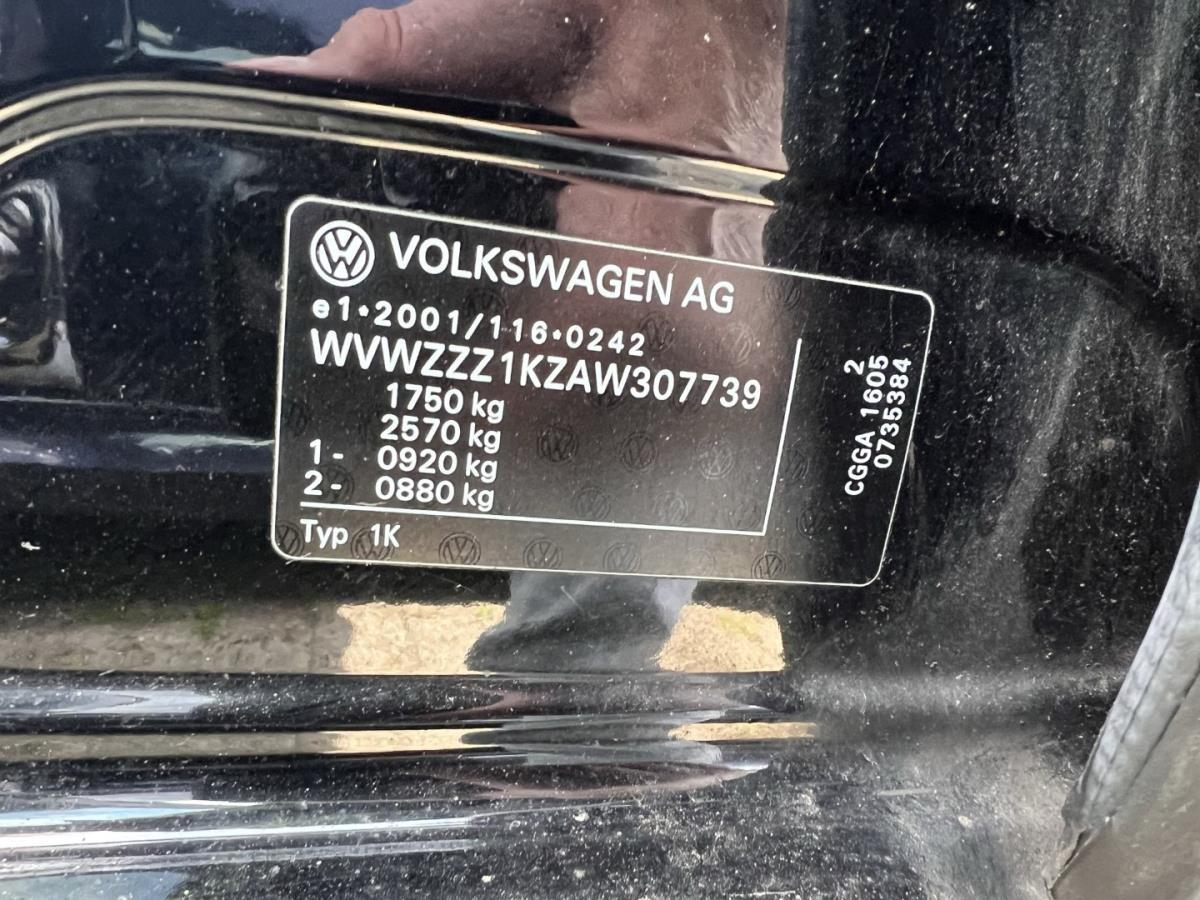 VOLKSWAGEN AG
e1*2001/116*0242
WVWZZZ1KZAW307739
1750 kg
2570 kg
1- 0920 kg
2- 0880 kg
Typ 1K
2
CGGA 1605
0735384